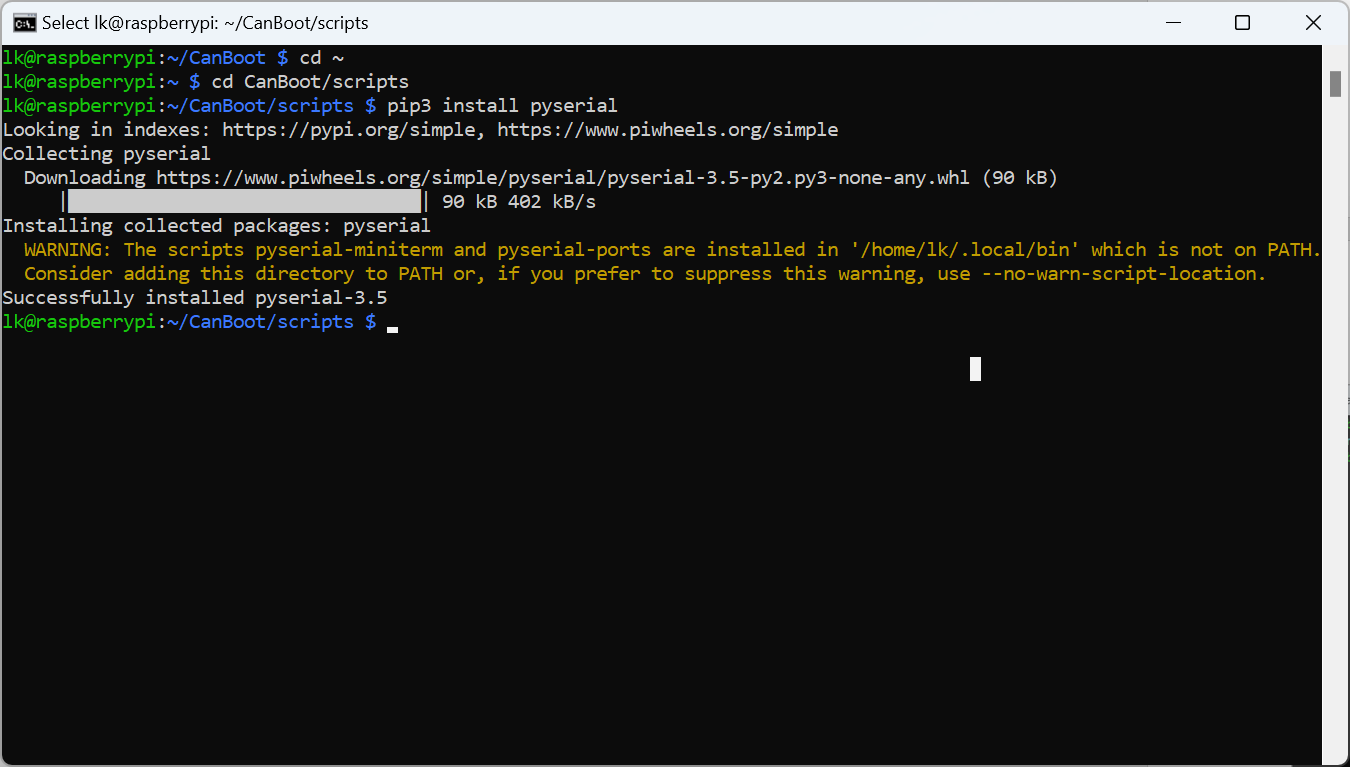 Select lk@raspberrypi: ~/CanBoot/scripts
lk@raspberrypi:~/CanBoot $ cd ~
lk@raspberrypi:~ $ cd CanBoot/scripts
lk@raspberrypi:~/CanBoot/scripts $ pip3 install pyserial
Looking in indexes: https://pypi.org/simple, https://www.piwheels.org/simple
Collecting pyserial
  Downloading https://www.piwheels.org/simple/pyserial/pyserial-3.5-py2.py3-none-any.whl (90 kB)
| | 90 kB 402 kB/s
Installing collected packages: pyserial
  WARNING: The scripts pyserial-miniterm and pyserial-ports are installed in '/home/lk/.local/bin' which is not on PATH.
  Consider adding this directory to PATH or, if you prefer to suppress this warning, use --no-warn-script-location.
Successfully installed pyserial-3.5
lk@raspberrypi:~/CanBoot/scripts $